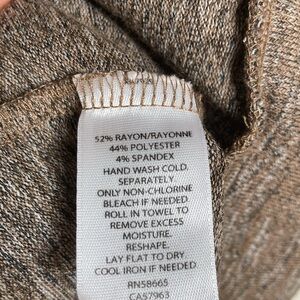 52% RAYON/RAYONNE
44% POLYESTER
4% SPANDEX
HAND WASH COLD.
SEPARATELY.
ONLY NON-CHLORINE
BLEACH IF NEEDED.
ROLL IN TOWEL TO
REMOVE EXCESS
MOISTURE.
RESHAPE.
LAY FLAT TO DRY
COOL IRON IF NEEDED.
RN58665
CA57963